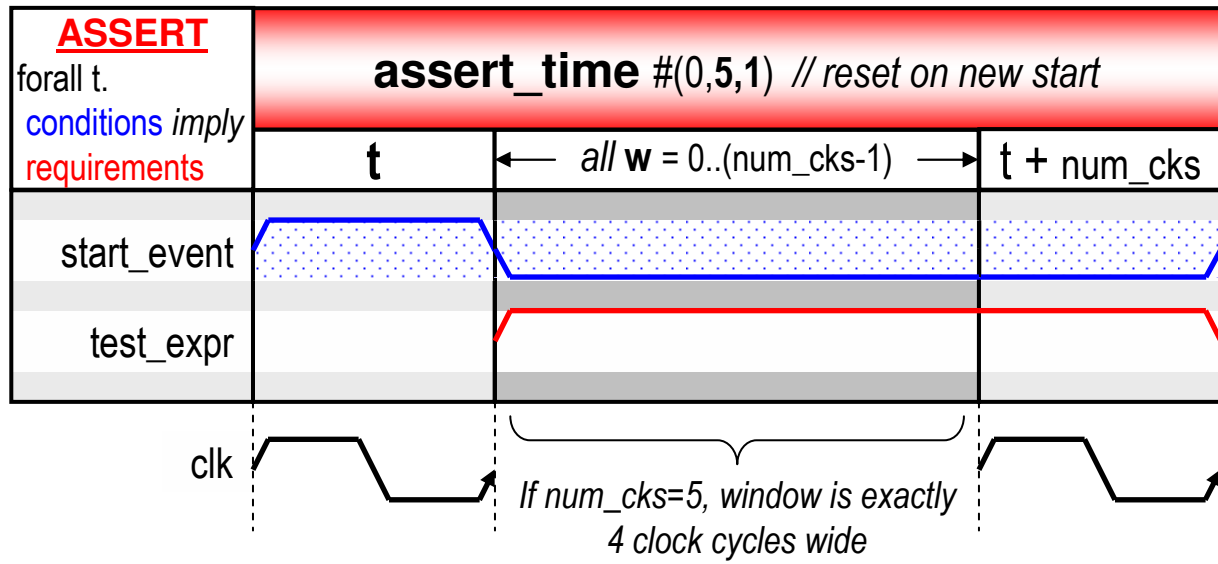 ASSERT
forall t.
conditions imply
requirements
assert_time #(0,5,1) // reset on new start
t
all w = 0..(num_cks-1)
t + num_cks
start_event
test_expr
clk
If num_cks=5, window is exactly
4 clock cycles wide